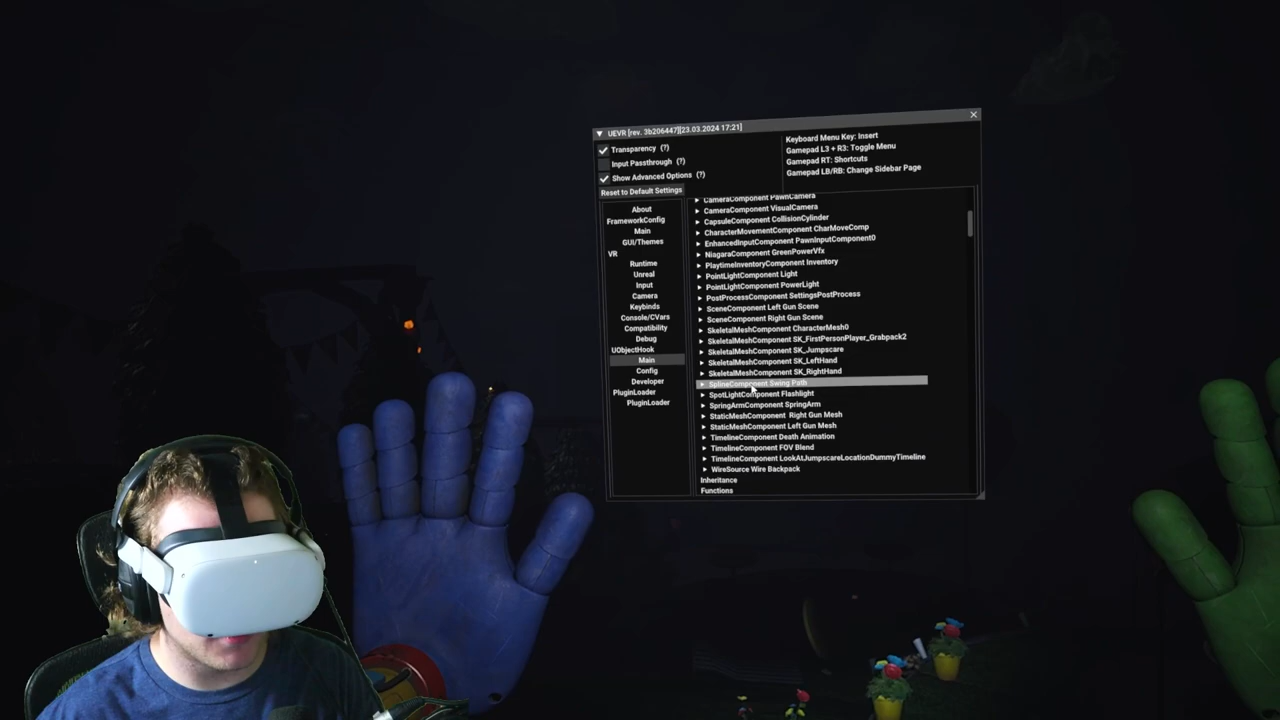 UEVR [rev. 3b206447][23.03.2024 17:21]
Transparency (?)
Input Passthrough (?)
Show Advanced Options (?)
Reset to Default Settings
Keyboard Menu Key: Insert
Gamepad L3 + R3: Toggle Menu
Gamepad RT: Shortcuts
Gamepad LB/RB: Change Sidebar Page
About
FrameworkConfig
Main
GUI/Themes
VR
Runtime
Unreal
Input
Camera
Keybinds
Console/CVars
Compatibility
Debug
UObjectHook
Main
Config
Developer
PluginLoader
PluginLoader
CameraComponent PawnCamera
CameraComponent VisualCamera
CapsuleComponent CollisionCylinder
CharacterMovementComponent CharMoveComp
EnhancedInputComponent PawnInputComponent0
NiagaraComponent GreenPowerVfx
PlaytimeInventoryComponent Inventory
PointLightComponent Light
PointLightComponent PowerLight
PostProcessComponent SettingsPostProcess
SceneComponent Left Gun Scene
SceneComponent Right Gun Scene
SkeletalMeshComponent CharacterMesh0
SkeletalMeshComponent SK_FirstPersonPlayer_Grabpack2
SkeletalMeshComponent SK_Jumpscare
SkeletalMeshComponent SK_LeftHand
SkeletalMeshComponent SK_RightHand
SplineComponent Swing Path
SpotLightComponent Flashlight
SpringArmComponent SpringArm
StaticMeshComponent Right Gun Mesh
StaticMeshComponent Left Gun Mesh
TimelineComponent Death Animation
TimelineComponent FOV Blend
TimelineComponent LookAtJumpscareLocationDummyTimeline
WireSource Wire Backpack
Inheritance
Functions